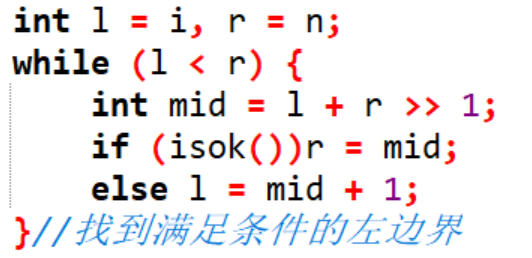 int l = i, r = n;
while (l < r) {
    int mid = l + r >> 1;
    if (isok())r = mid;
    else l = mid + 1;
}//找到满足条件的左边界